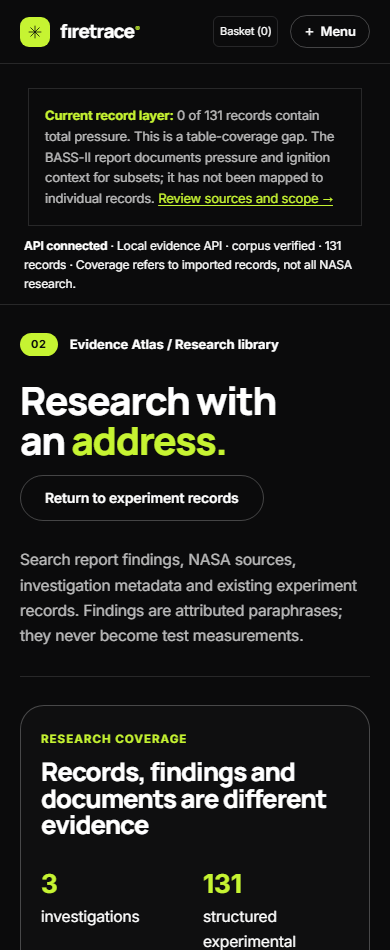 firetrace
Basket (0)
+ Menu
Current record layer: 0 of 131 records contain
total pressure. This is a table-coverage gap. The
BASS-II report documents pressure and ignition
context for subsets; it has not been mapped to
individual records. Review sources and scope →
API connected · Local evidence API · corpus verified · 131
records · Coverage refers to imported records, not all NASA
research.
02
Evidence Atlas / Research library
Research with
an address.
Return to experiment records
Search report findings, NASA sources,
investigation metadata and existing experiment
records. Findings are attributed paraphrases;
they never become test measurements.
RESEARCH COVERAGE
Records, findings and
documents are different
evidence
3
investigations
131
structured
experimental